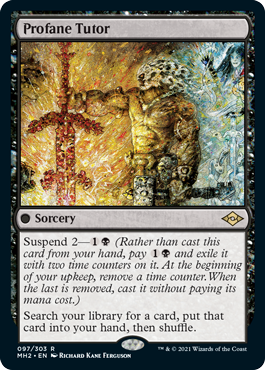 Profane Tutor
Sorcery
Suspend 2—1 (Rather than cast this
card from your hand, pay 1 and exile it
with two time counters on it. At the
beginning of your upkeep, remove a time counter. When
the last is removed, cast it without paying its
mana cost.)
Search your library for a card, put that
card into your hand, then shuffle.
097/303 R
MH2 • EN Richard Kane Ferguson
™ & © 2021 Wizards of the Coast